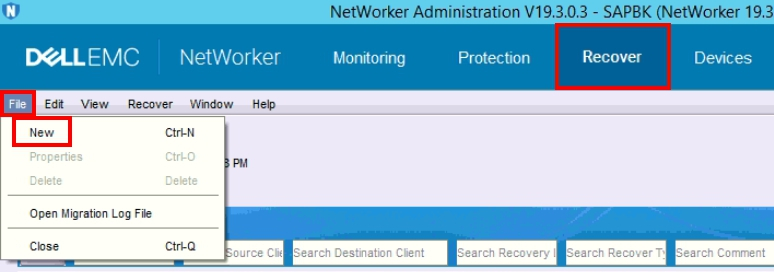 NetWorker Administration V19.3.0.3 - SAPBK (NetWorker 19.3
DELLEMC NetWorker Monitoring Protection Recover Devices
File Edit View Recover Window Help
New Ctrl-N
Properties Ctrl-O
3 PM
Delete Delete
Open Migration Log File
Close Ctrl-Q
Source Clie Search Destination Client Search Recovery Search Recover Ty Search Comment